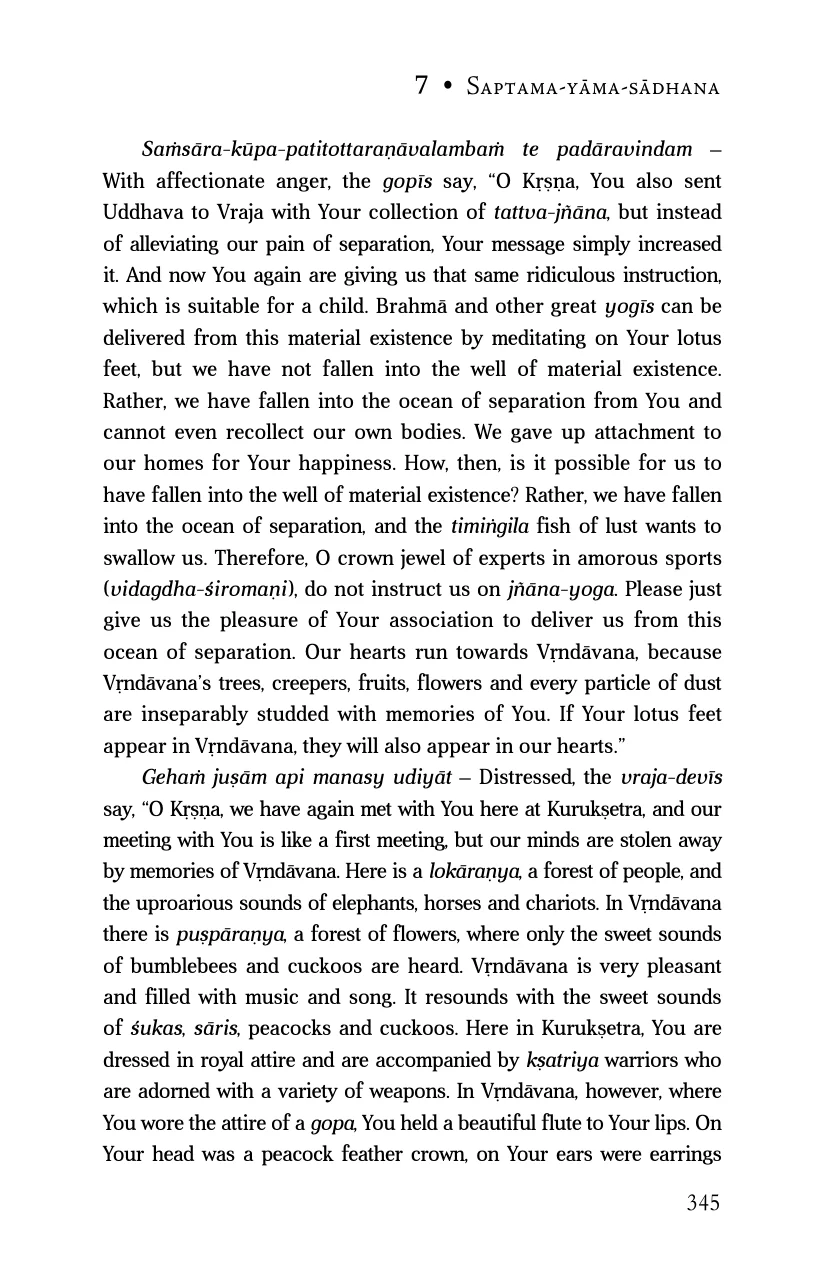 7 • Saptama-yāma-sādhana
Saṁsāra-kūpa-patitottaraṇāvalambaṁ te padāravindam –
With affectionate anger, the gopīs say, “O Kṛṣṇa, You also sent
Uddhava to Vraja with Your collection of tattva-jñāna, but instead
of alleviating our pain of separation, Your message simply increased
it. And now You again are giving us that same ridiculous instruction,
which is suitable for a child. Brahmā and other great yogīs can be
delivered from this material existence by meditating on Your lotus
feet, but we have not fallen into the well of material existence.
Rather, we have fallen into the ocean of separation from You and
cannot even recollect our own bodies. We gave up attachment to
our homes for Your happiness. How, then, is it possible for us to
have fallen into the well of material existence? Rather, we have fallen
into the ocean of separation, and the timiṅgila fish of lust wants to
swallow us. Therefore, O crown jewel of experts in amorous sports
(vidagdha-śiromaṇi), do not instruct us on jñāna-yoga. Please just
give us the pleasure of Your association to deliver us from this
ocean of separation. Our hearts run towards Vṛndāvana, because
Vṛndāvana’s trees, creepers, fruits, flowers and every particle of dust
are inseparably studded with memories of You. If Your lotus feet
appear in Vṛndāvana, they will also appear in our hearts.”
Gehaṁ juṣām api manasy udiyāt – Distressed, the vraja-devīs
say, “O Kṛṣṇa, we have again met with You here at Kurukṣetra, and our
meeting with You is like a first meeting, but our minds are stolen away
by memories of Vṛndāvana. Here is a lokāraṇya, a forest of people, and
the uproarious sounds of elephants, horses and chariots. In Vṛndāvana
there is puṣpāraṇya, a forest of flowers, where only the sweet sounds
of bumblebees and cuckoos are heard. Vṛndāvana is very pleasant
and filled with music and song. It resounds with the sweet sounds
of śukas, sāris, peacocks and cuckoos. Here in Kurukṣetra, You are
dressed in royal attire and are accompanied by kṣatriya warriors who
are adorned with a variety of weapons. In Vṛndāvana, however, where
You wore the attire of a gopa, You held a beautiful flute to Your lips. On
Your head was a peacock feather crown, on Your ears were earrings
345